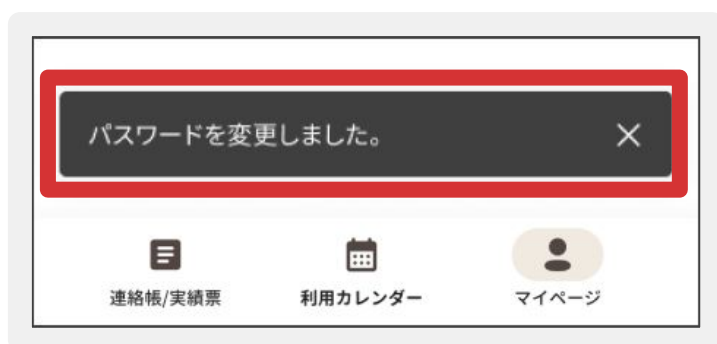 パスワードを変更しました。
連絡帳/実績票
利用カレンダー
マイページ